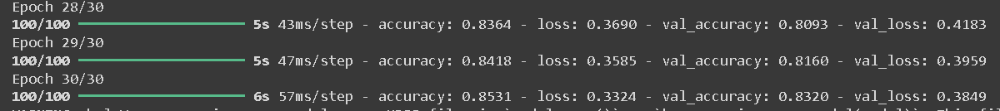 Epoch 28/30
100/100 5s 43ms/step - accuracy: 0.8364 - loss: 0.3690 - val_accuracy: 0.8093 - val_loss: 0.4183
Epoch 29/30
100/100 5s 47ms/step - accuracy: 0.8418 - loss: 0.3585 - val_accuracy: 0.8160 - val_loss: 0.3959
Epoch 30/30
100/100 6s 57ms/step - accuracy: 0.8531 - loss: 0.3324 - val_accuracy: 0.8320 - val_loss: 0.3849